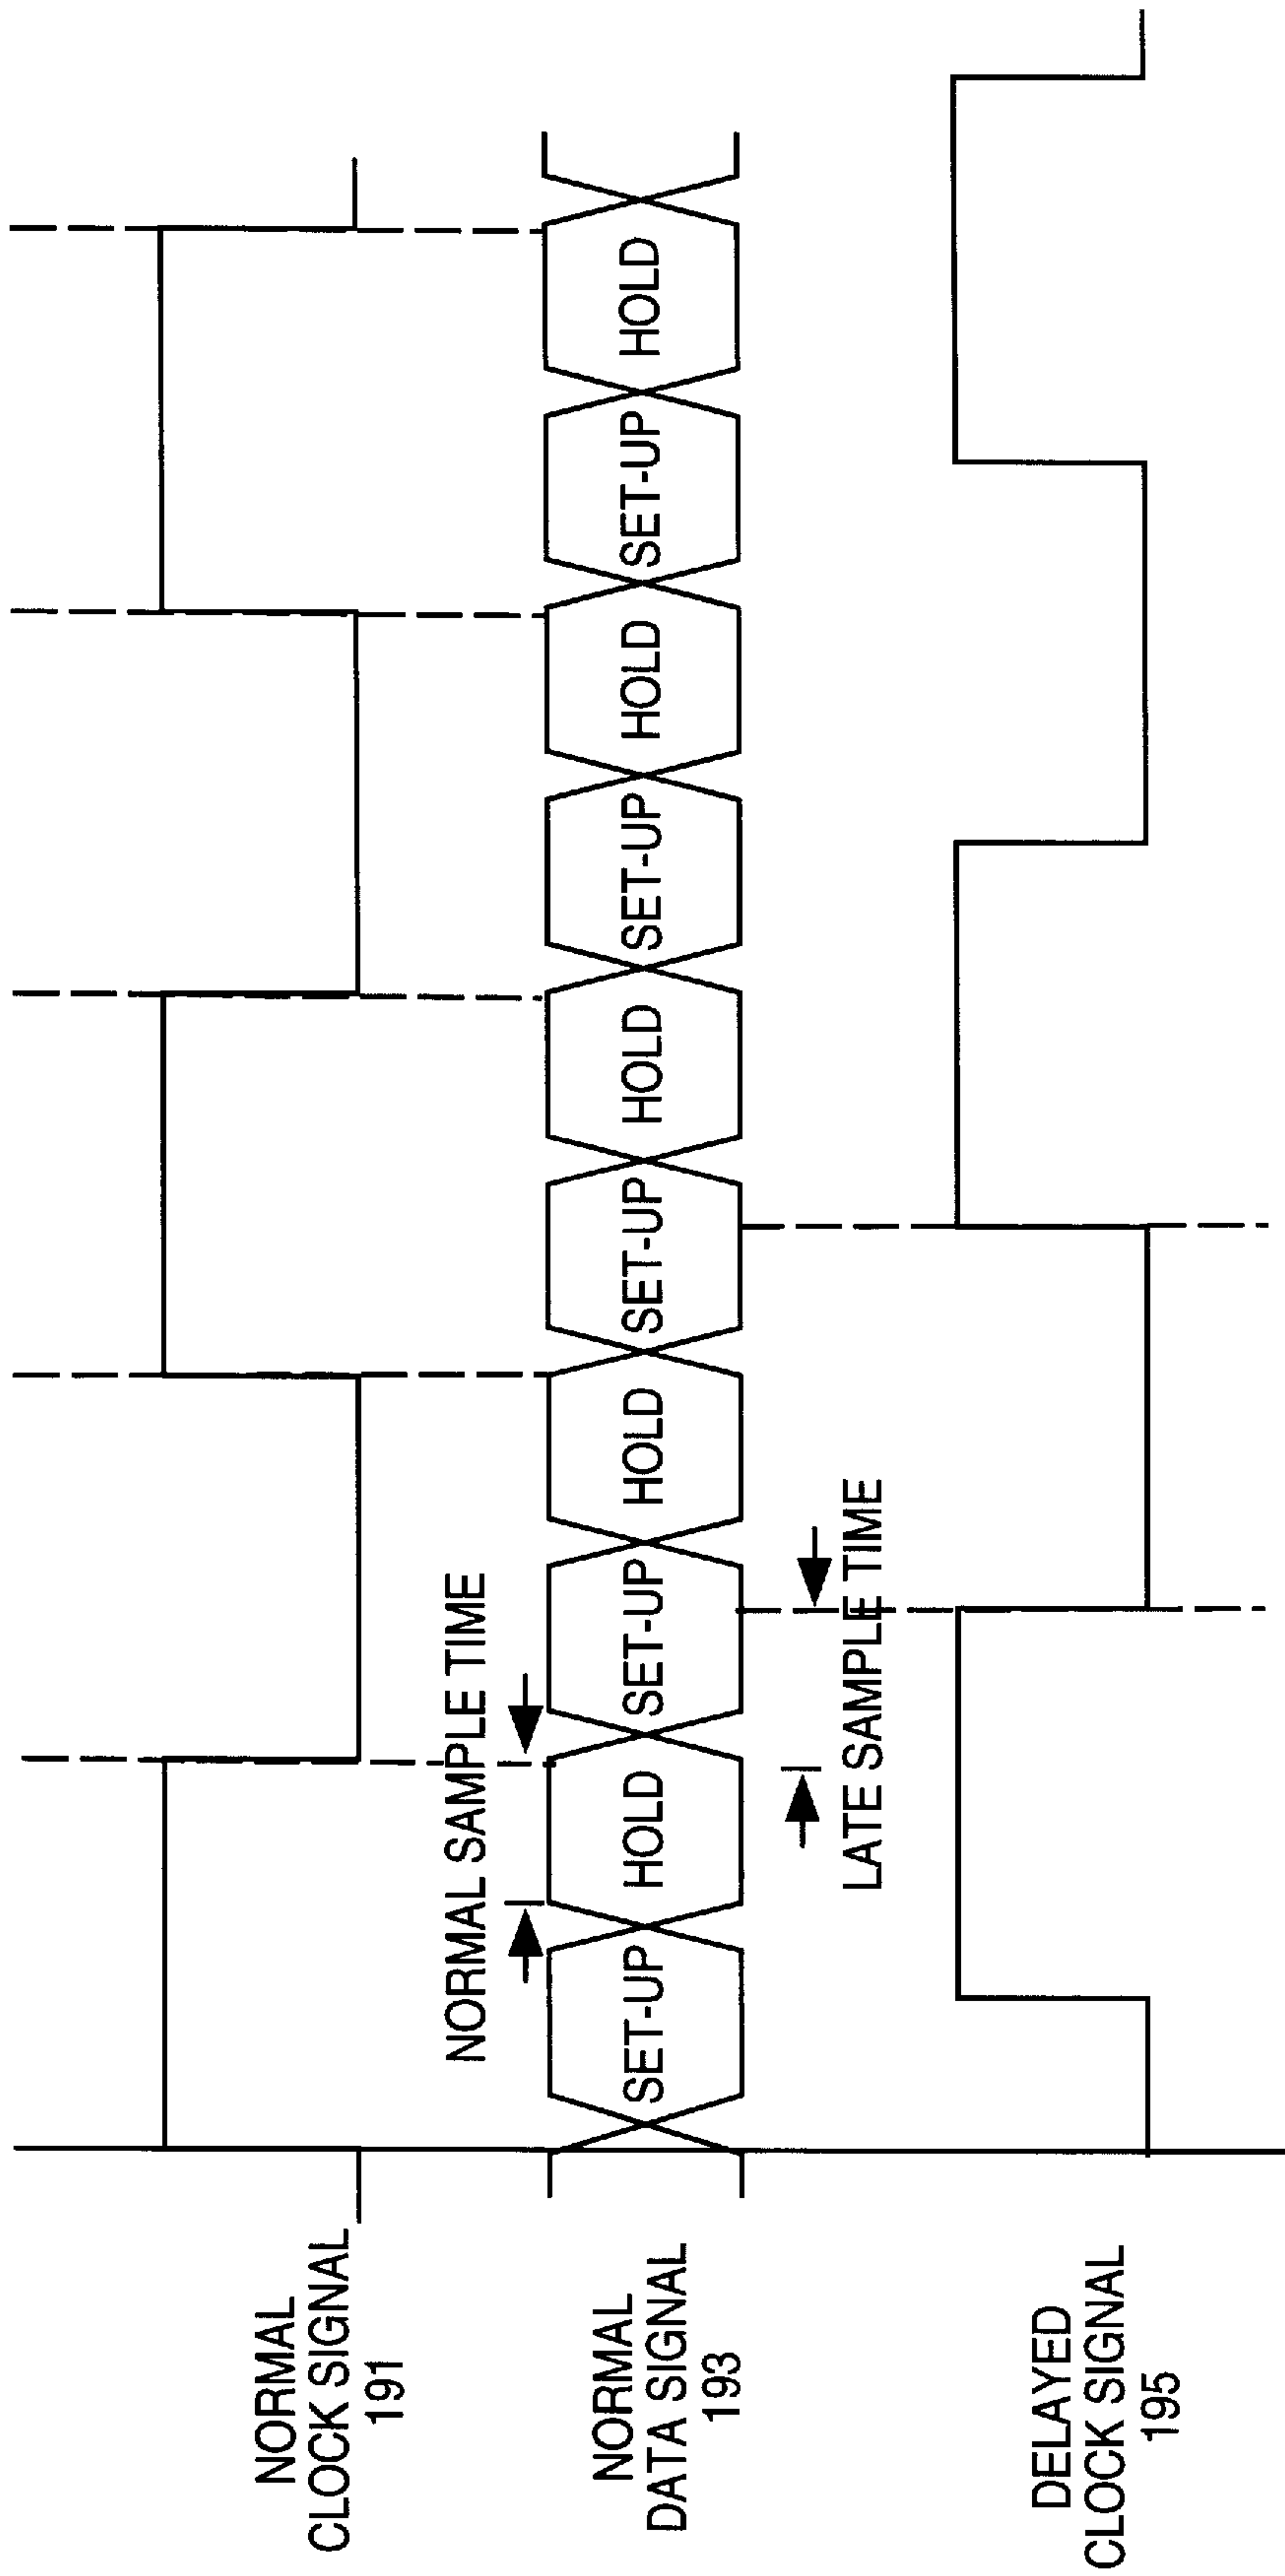 NORMAL
CLOCK SIGNAL
191
NORMAL SAMPLE TIME
NORMAL
DATA SIGNAL
193
SET-UP
HOLD
SET-UP
HOLD
SET-UP
HOLD
SET-UP
HOLD
SET-UP
HOLD
LATE SAMPLE TIME
DELAYED
CLOCK SIGNAL
195